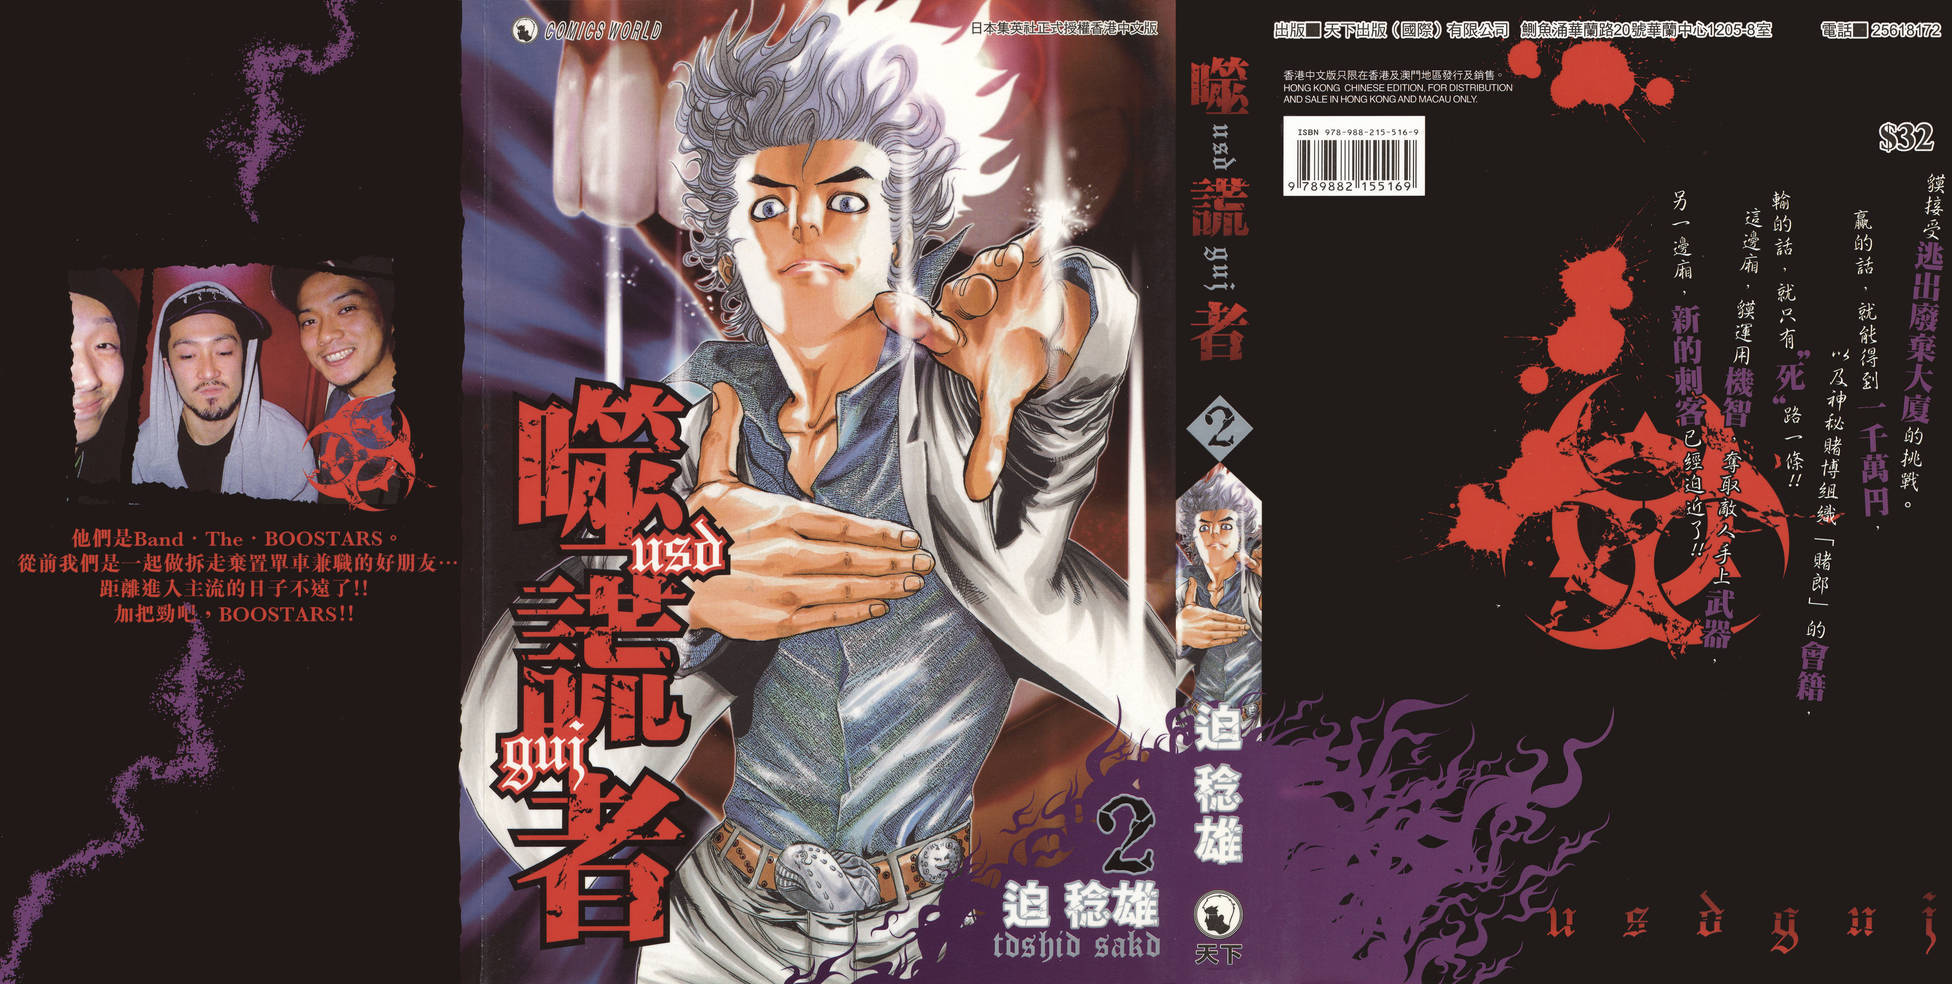 他們是Band．The．BOOSTARS。
從前我們是一起做拆走棄置單車兼職的好朋友…
距離進入主流的日子不遠了!!
加把勁吧，BOOSTARS!!
COMICS WORLD
日本集英社正式授權香港中文版
噬
usd
謊
guj
者
2
迫 稔雄
toshio sako
噬
usd
謊
guj
者
2
迫 稔雄
天下
出版■ 天下出版（國際）有限公司 鰂魚涌華蘭路20號華蘭中心1205-8室
電話■ 25618172
香港中文版只限在香港及澳門地區發行及銷售。
HONG KONG CHINESE EDITION, FOR DISTRIBUTION
AND SALE IN HONG KONG AND MACAU ONLY.
ISBN 978-988-215-516-9
9 789882 155169
$32
貘接受逃出廢棄大廈的挑戰。
贏的話，就能得到一千萬円，
以及神秘賭博組織「賭郎」的會籍，
輸的話，就只有"死"路一條!!
這邊廂，貘運用機智，奪取敵人手上武器，
另一邊廂，新的刺客已經迫近了!!
usdguj